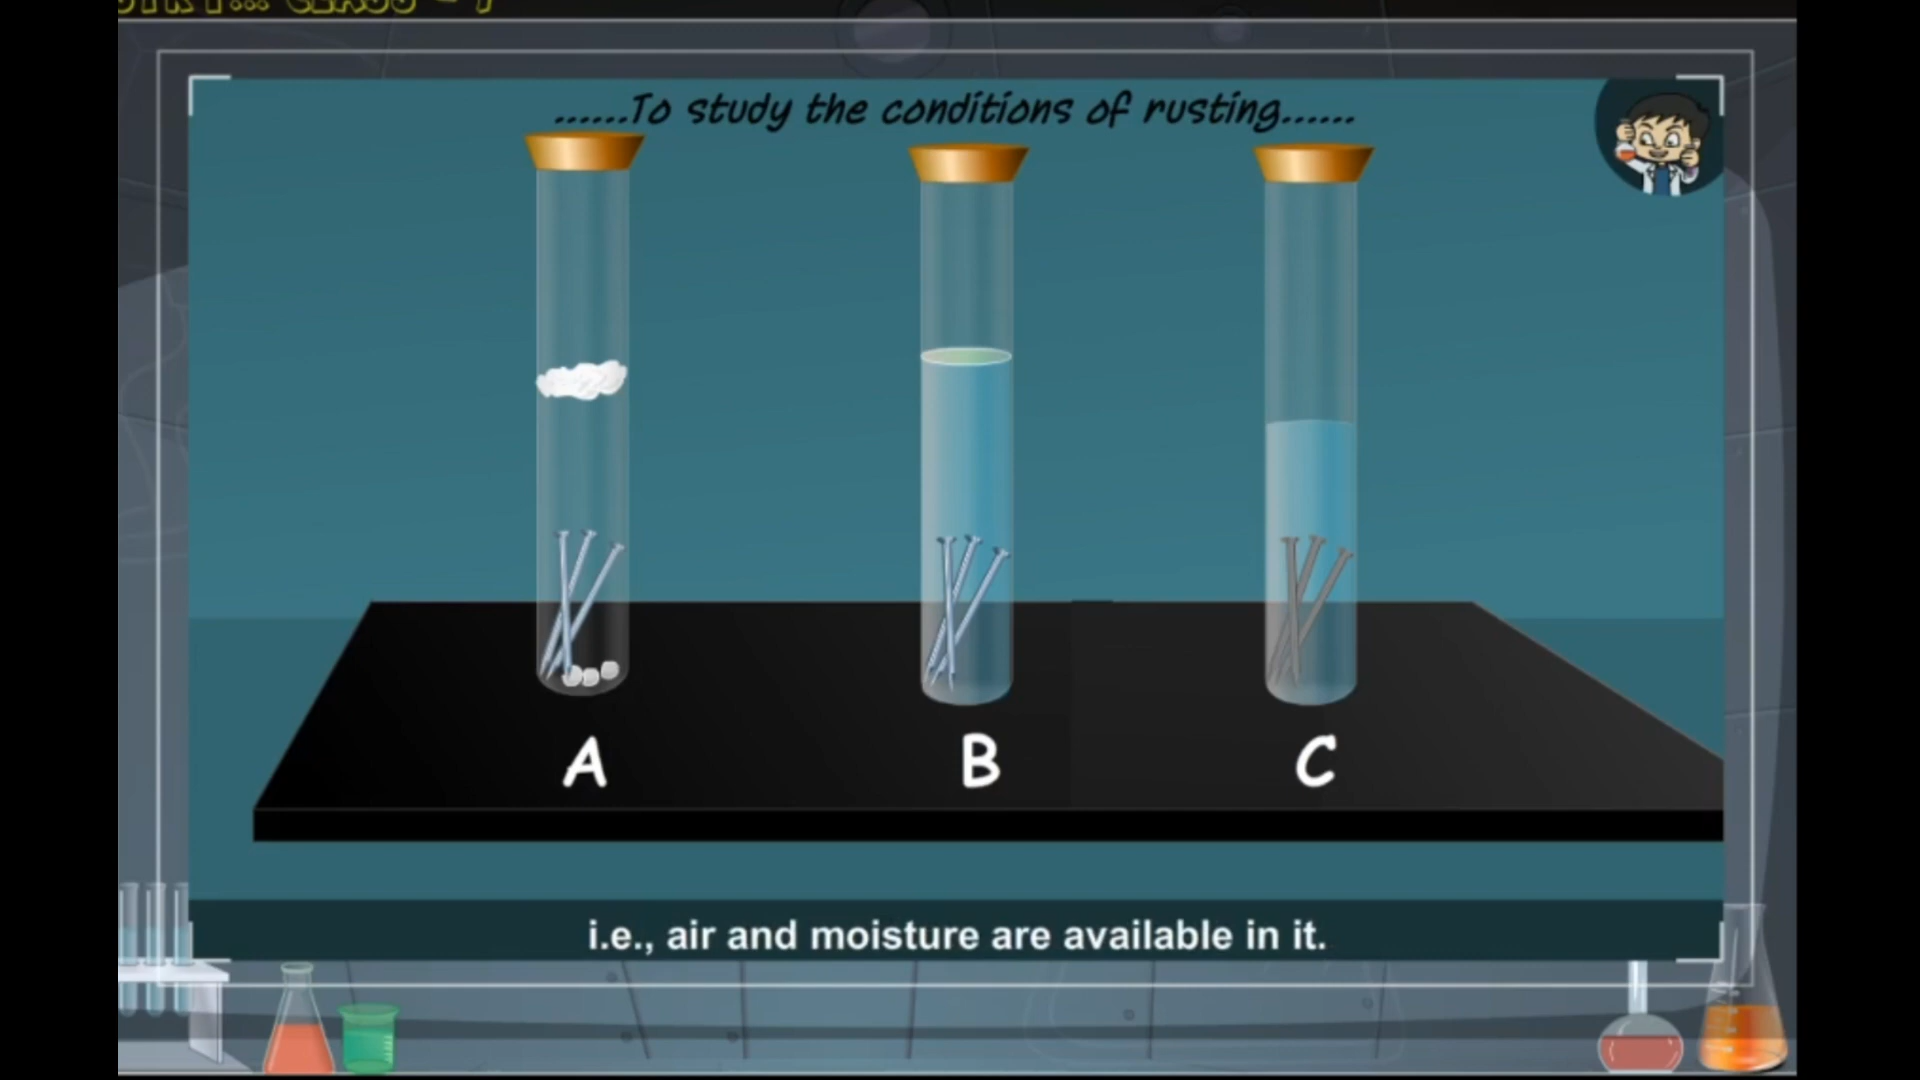 ......To study the conditions of rusting......
A
B
C
i.e., air and moisture are available in it.